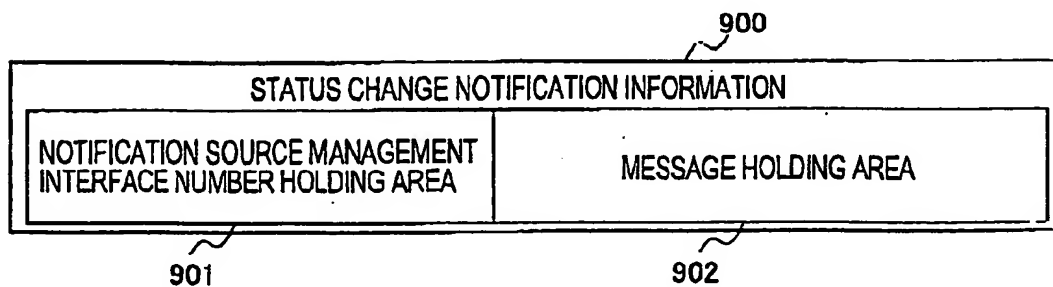 900
STATUS CHANGE NOTIFICATION INFORMATION
NOTIFICATION SOURCE MANAGEMENT
INTERFACE NUMBER HOLDING AREA
MESSAGE HOLDING AREA
901
902